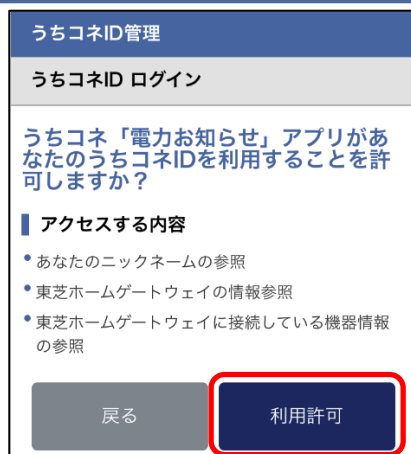 うちコネID管理
うちコネID ログイン
うちコネ「電力お知らせ」アプリがあ
なたのうちコネIDを利用することを許
可しますか？
アクセスする内容
• あなたのニックネームの参照
• 東芝ホームゲートウェイの情報参照
• 東芝ホームゲートウェイに接続している機器情報
の参照
戻る
利用許可